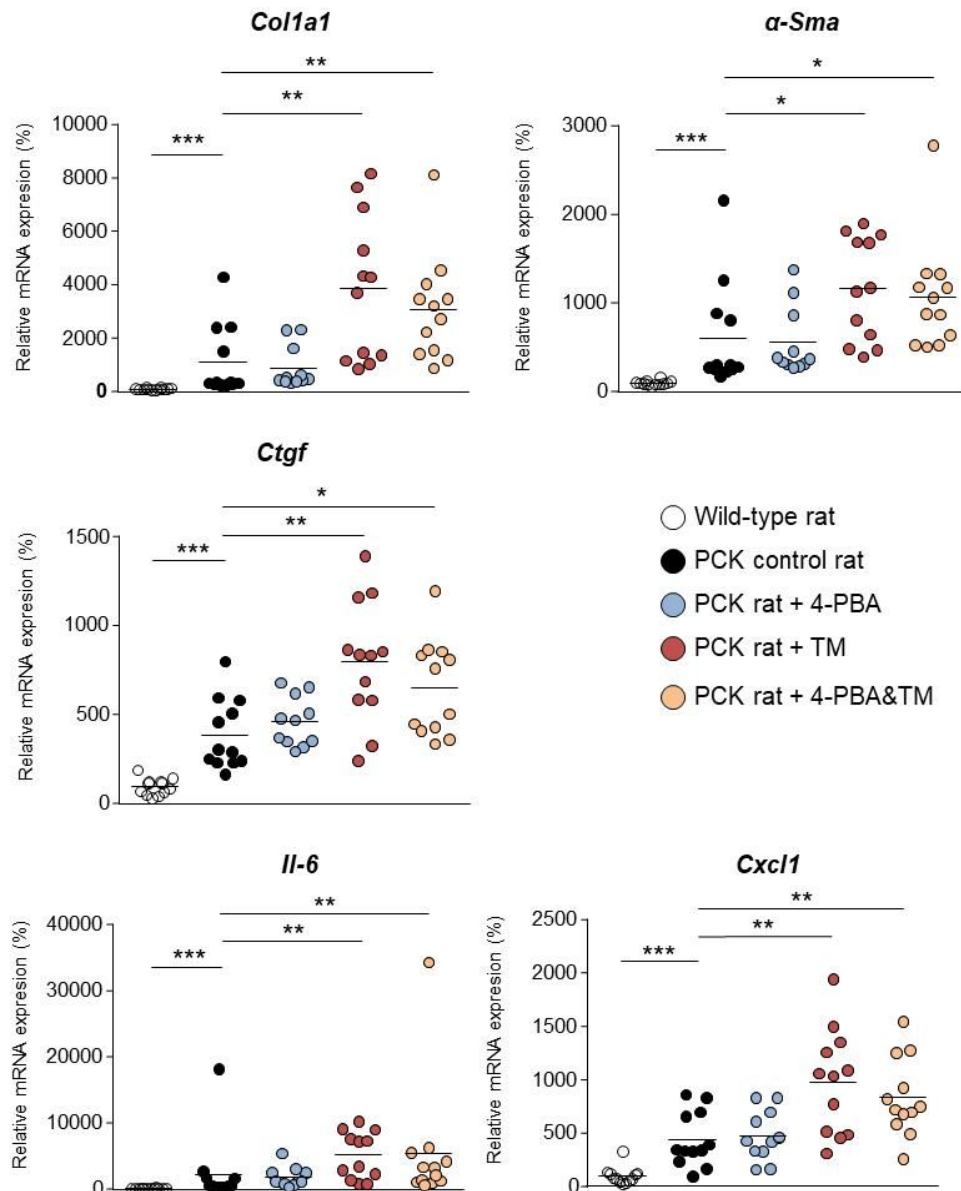 Col1a1
**
**
***
Relative mRNA expresion (%)
10000
8000
6000
4000
2000
0
α-Sma
*
*
***
Relative mRNA expresion (%)
3000
2000
1000
0
Ctgf
*
**
***
Relative mRNA expresion (%)
1500
1000
500
0
Wild-type rat
PCK control rat
PCK rat + 4-PBA
PCK rat + TM
PCK rat + 4-PBA&TM
Il-6
**
**
***
Relative mRNA expresion (%)
40000
30000
20000
10000
0
Cxcl1
**
**
***
Relative mRNA expresion (%)
2500
2000
1500
1000
500
0